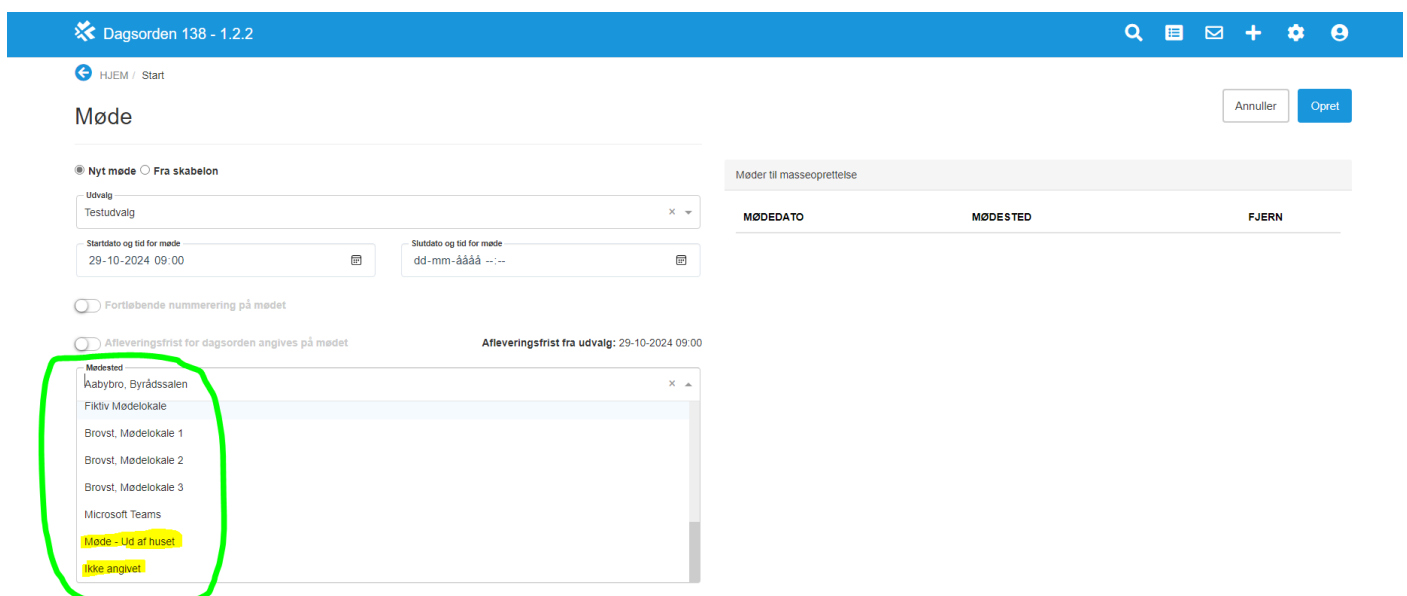 Dagsorden 138 - 1.2.2
HJEM / Start
Møde
Annuller
Opret
Nyt møde Fra skabelon
Udvalg
Testudvalg
Startdato og tid for møde
29-10-2024 09:00
Slutdato og tid for møde
dd-mm-åååå --:--
Fortløbende nummerering på mødet
Afleveringsfrist for dagsorden angives på mødet
Afleveringsfrist fra udvalg: 29-10-2024 09:00
Mødested
Aabybro, Byrådssalen
Fiktiv Mødelokale
Brovst, Mødelokale 1
Brovst, Mødelokale 2
Brovst, Mødelokale 3
Microsoft Teams
Møde - Ud af huset
Ikke angivet
Møder til masseoprettelse
MØDEDATO MØDESTED FJERN